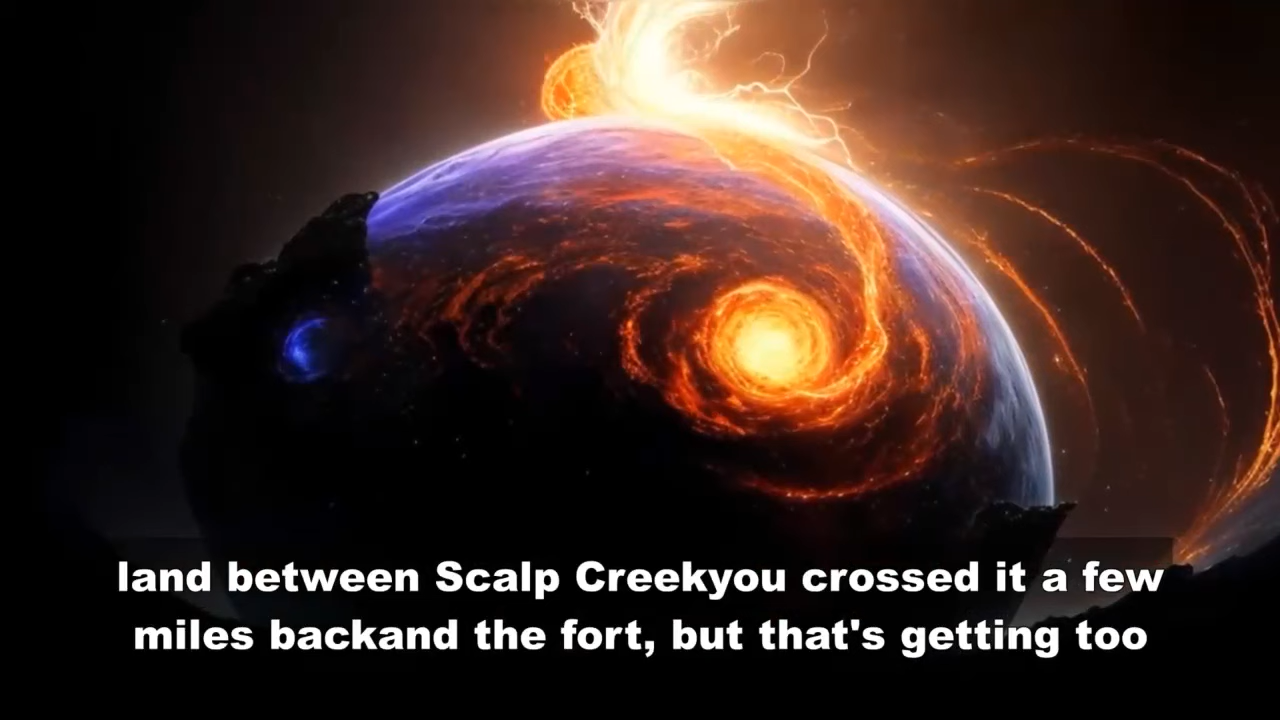 land between Scalp Creekyou crossed it a few
miles backand the fort, but that's getting too